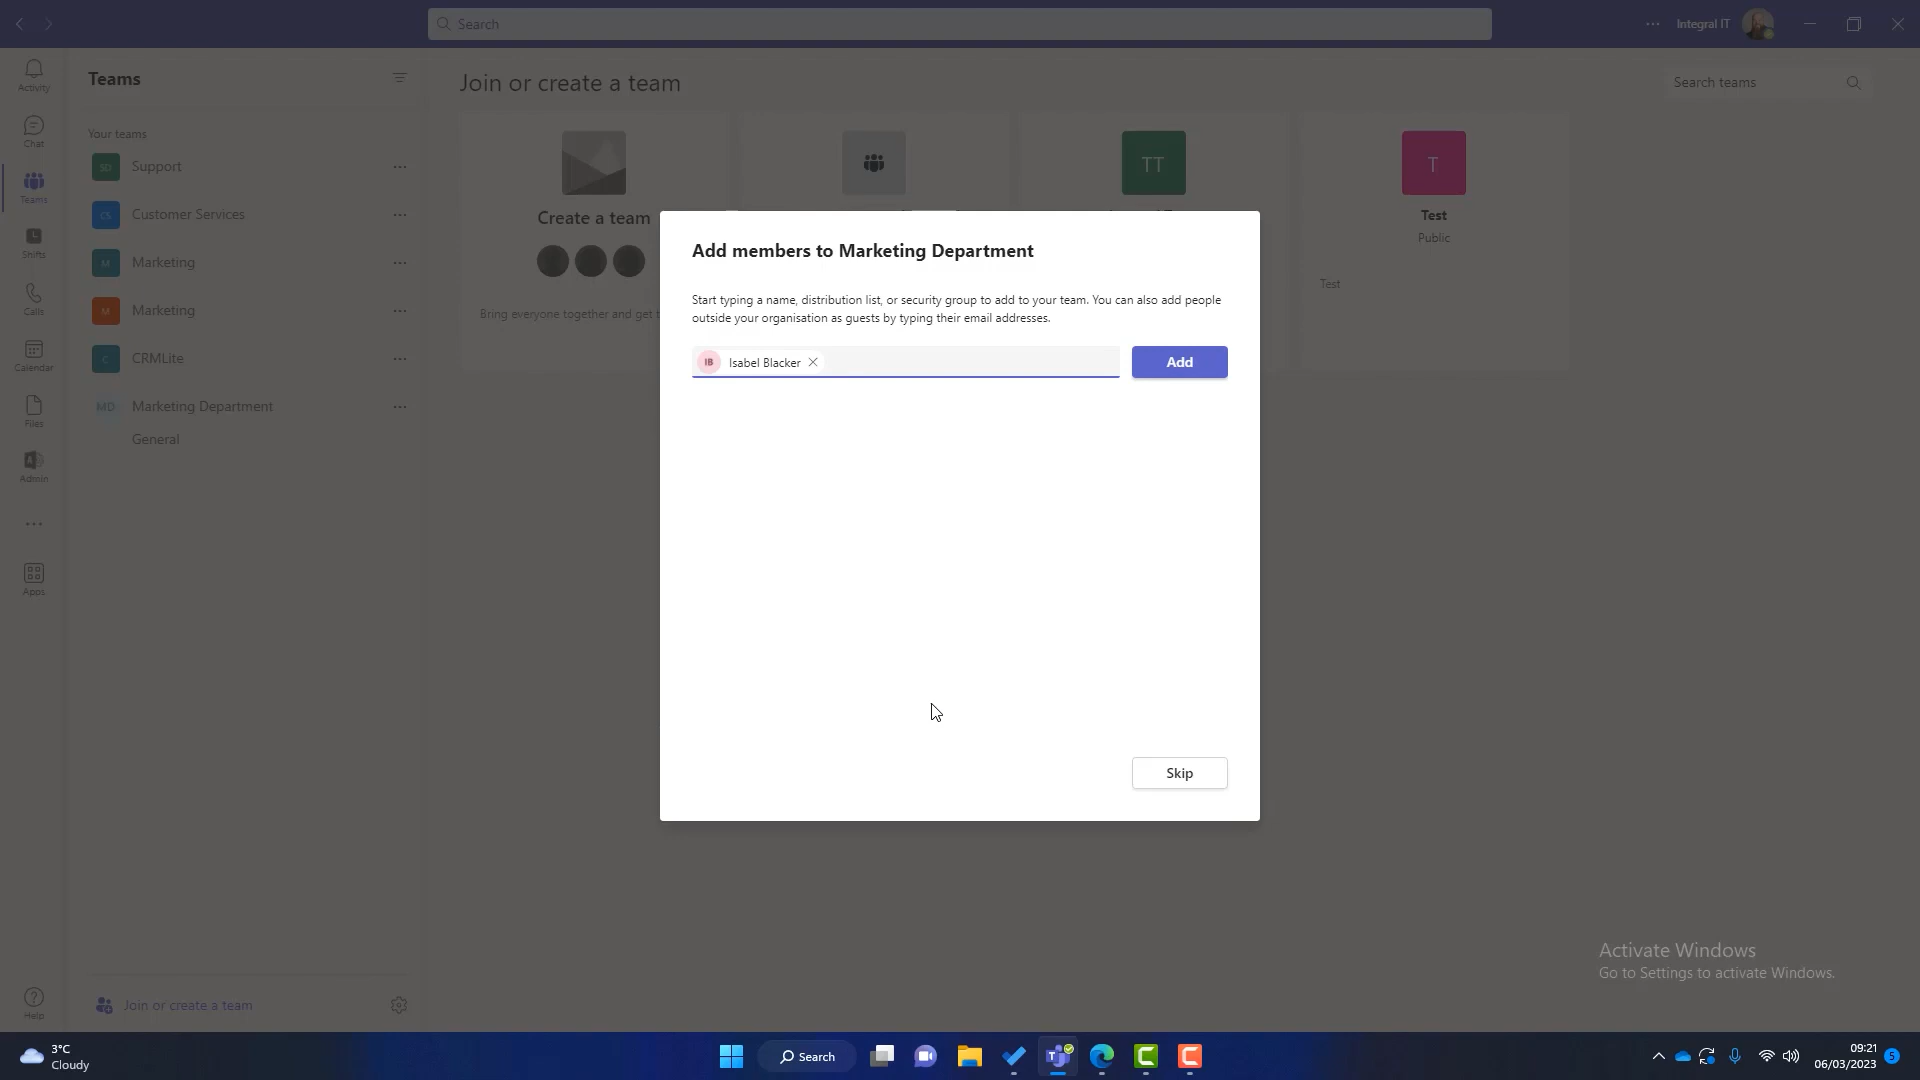 Search
Integral IT
Activity
Chat
Teams
Shifts
Calls
Calendar
Files
Admin
Apps
Help
Teams
Your teams
SD Support
CS Customer Services
M Marketing
M Marketing
C CRMLite
MD Marketing Department
General
Join or create a team
Join or create a team
Search teams
Create a team
Bring everyone together and get
TT
T
Test
Public
Test
Add members to Marketing Department
Start typing a name, distribution list, or security group to add to your team. You can also add people
outside your organisation as guests by typing their email addresses.
IB Isabel Blacker
Add
Skip
Activate Windows
Go to Settings to activate Windows.
3°C
Cloudy
Search
09:21
06/03/2023
5